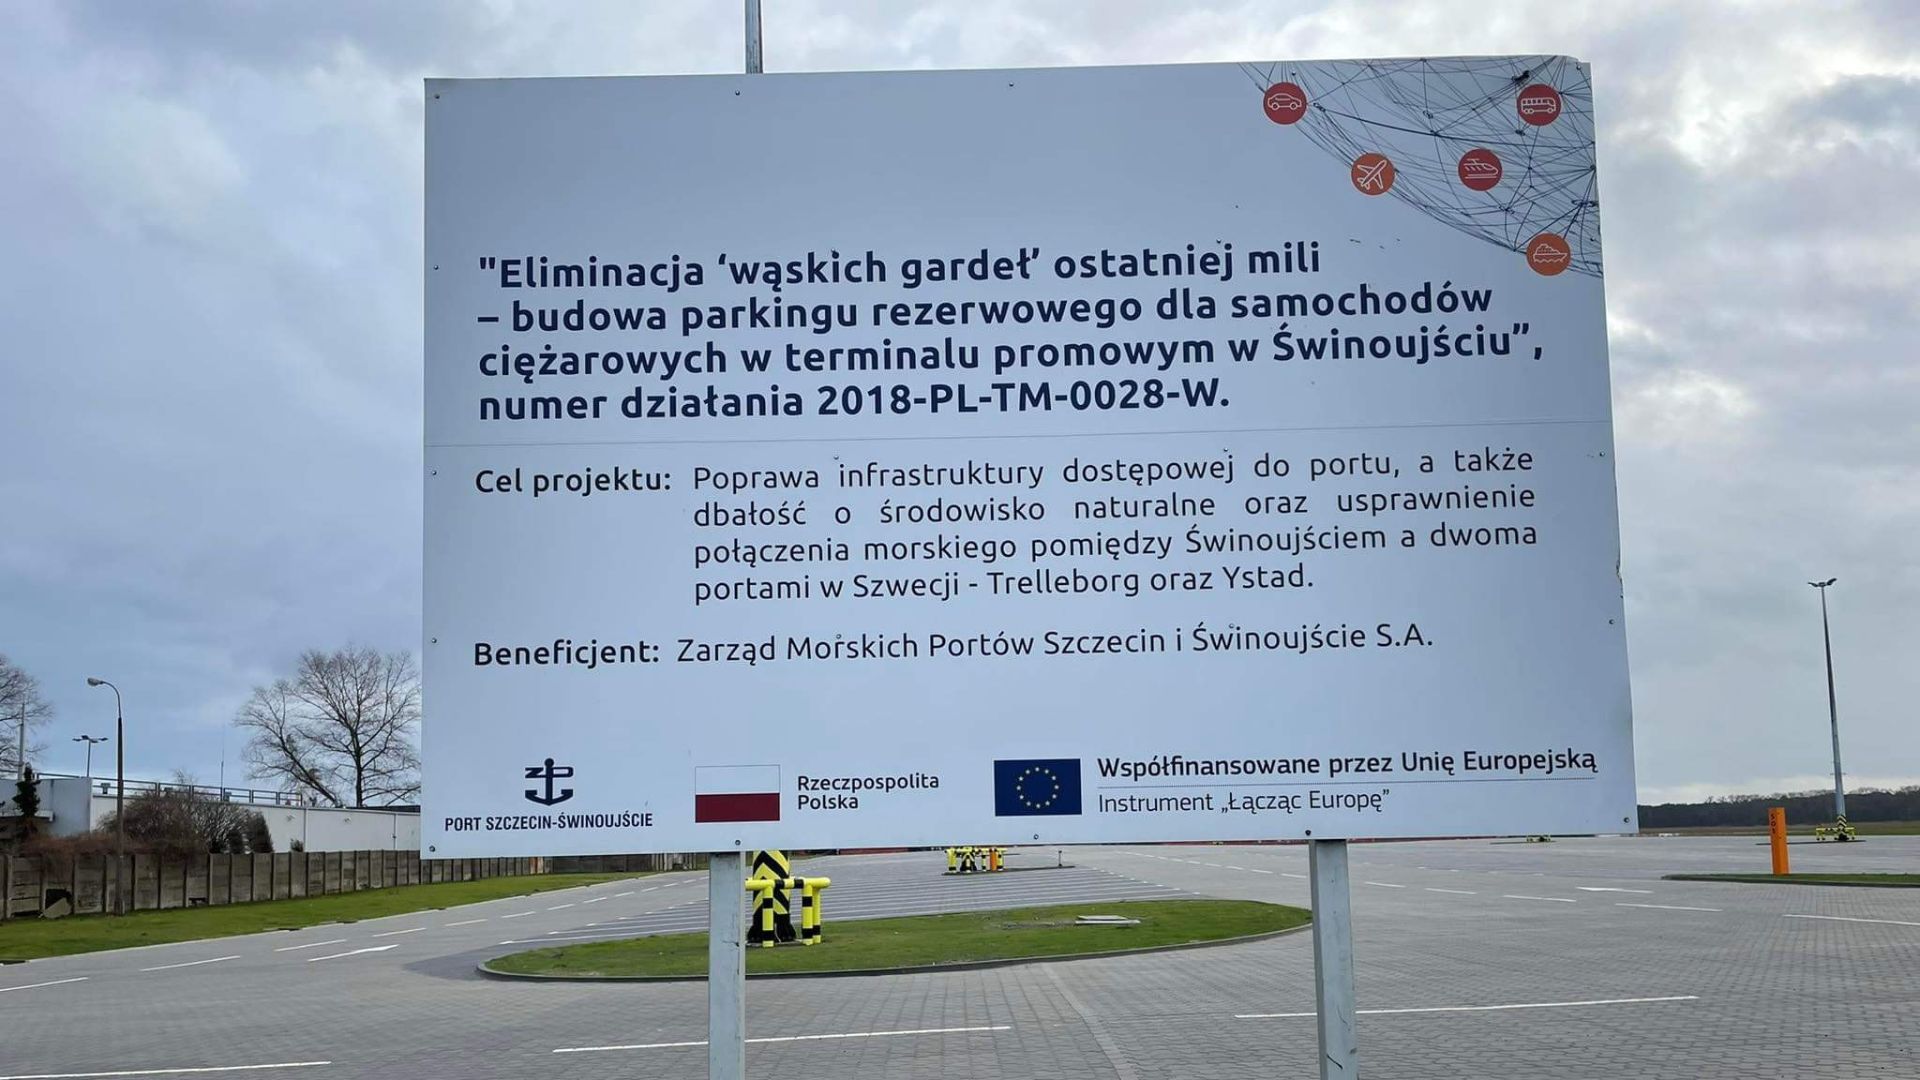 "Eliminacja ‘wąskich gardeł’ ostatniej mili
– budowa parkingu rezerwowego dla samochodów
ciężarowych w terminalu promowym w Świnoujściu”,
numer działania 2018-PL-TM-0028-W.
Cel projektu: Poprawa infrastruktury dostępowej do portu, a także
dbałość o środowisko naturalne oraz usprawnienie
połączenia morskiego pomiędzy Świnoujściem a dwoma
portami w Szwecji - Trelleborg oraz Ystad.
Beneficjent: Zarząd Morskich Portów Szczecin i Świnoujście S.A.
PORT SZCZECIN-ŚWINOUJŚCIE
Rzeczpospolita
Polska
Współfinansowane przez Unię Europejską
Instrument „Łącząc Europę”